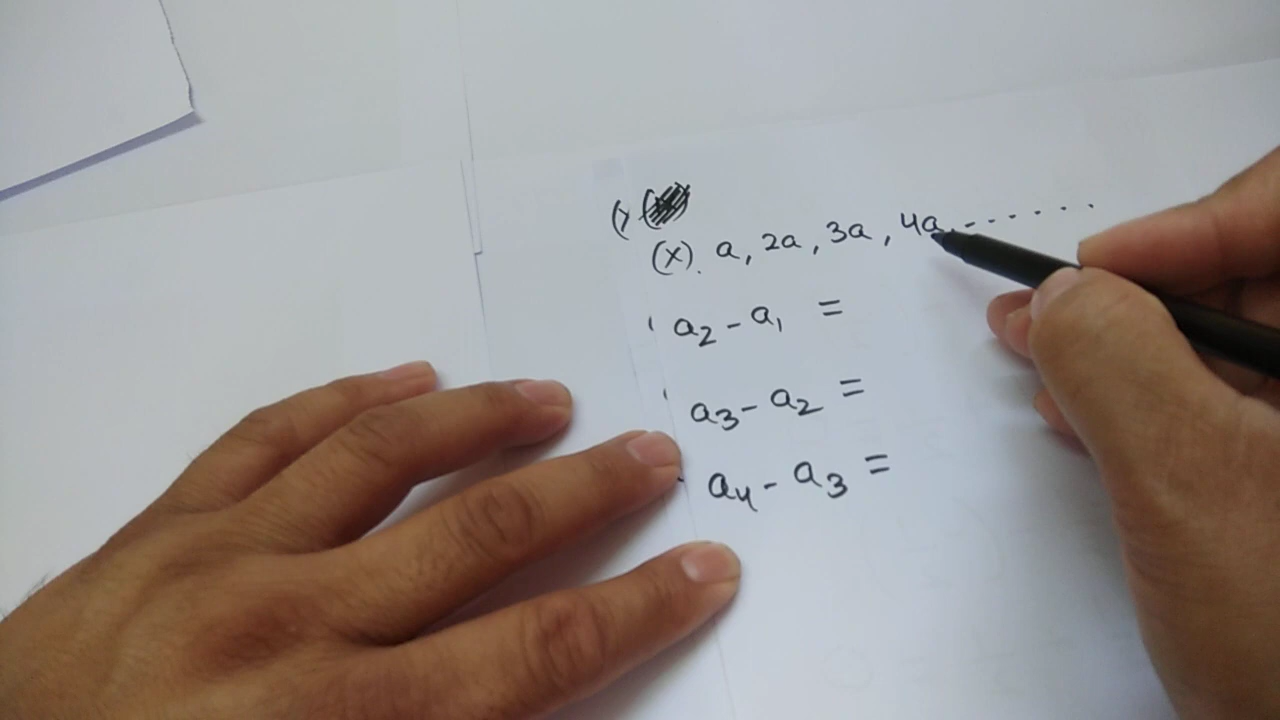 (x). a, 2a, 3a, 4a, ------.
a₂ - a₁ =
a₃ - a₂ =
a₄ - a₃ =